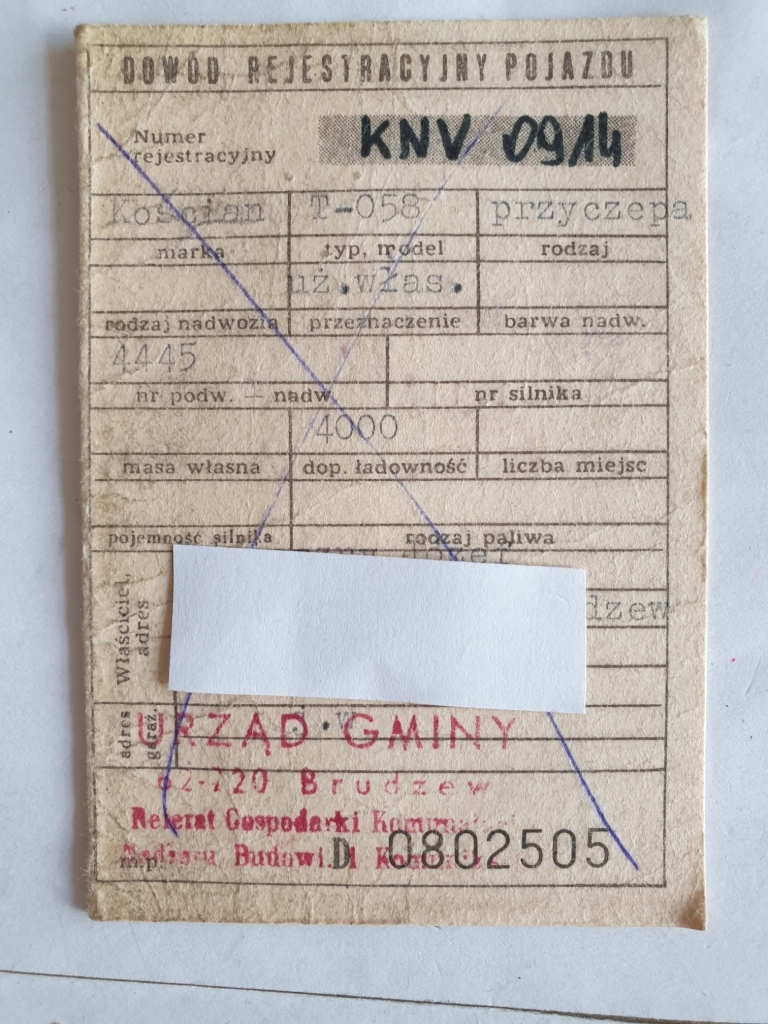 DOWÓD REJESTRACYJNY POJAZDU
Numer rejestracyjny KNV 0914
Kościan T-058 przyczepa
marka typ, model rodzaj
uż.włas.
rodzaj nadwozia przeznaczenie barwa nadw.
4445
nr podw. — nadw. nr silnika
4000
masa własna dop. ładowność liczba miejsc
pojemność silnika rodzaj paliwa
Józef
Właściciel, adres
dzew
adres garaż.
URZĄD GMINY
62-720 Brudzew
Referat Gospodarki
m.p. D 0802505